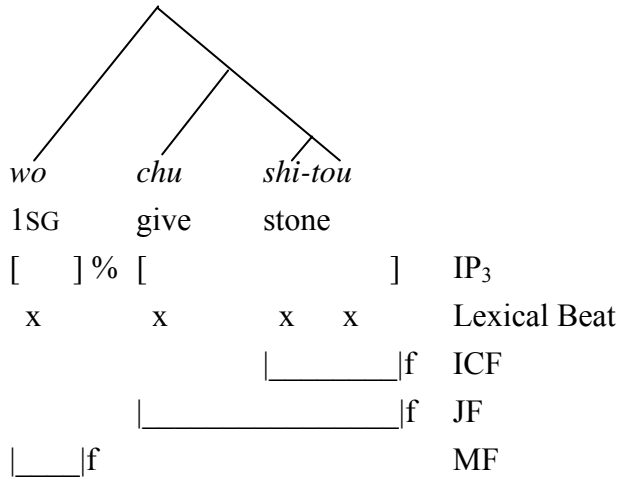 wo chu shi-tou
1SG give stone
[ ] % [ ] IP₃
x x x x Lexical Beat
|________|f ICF
|________________|f JF
|____|f MF